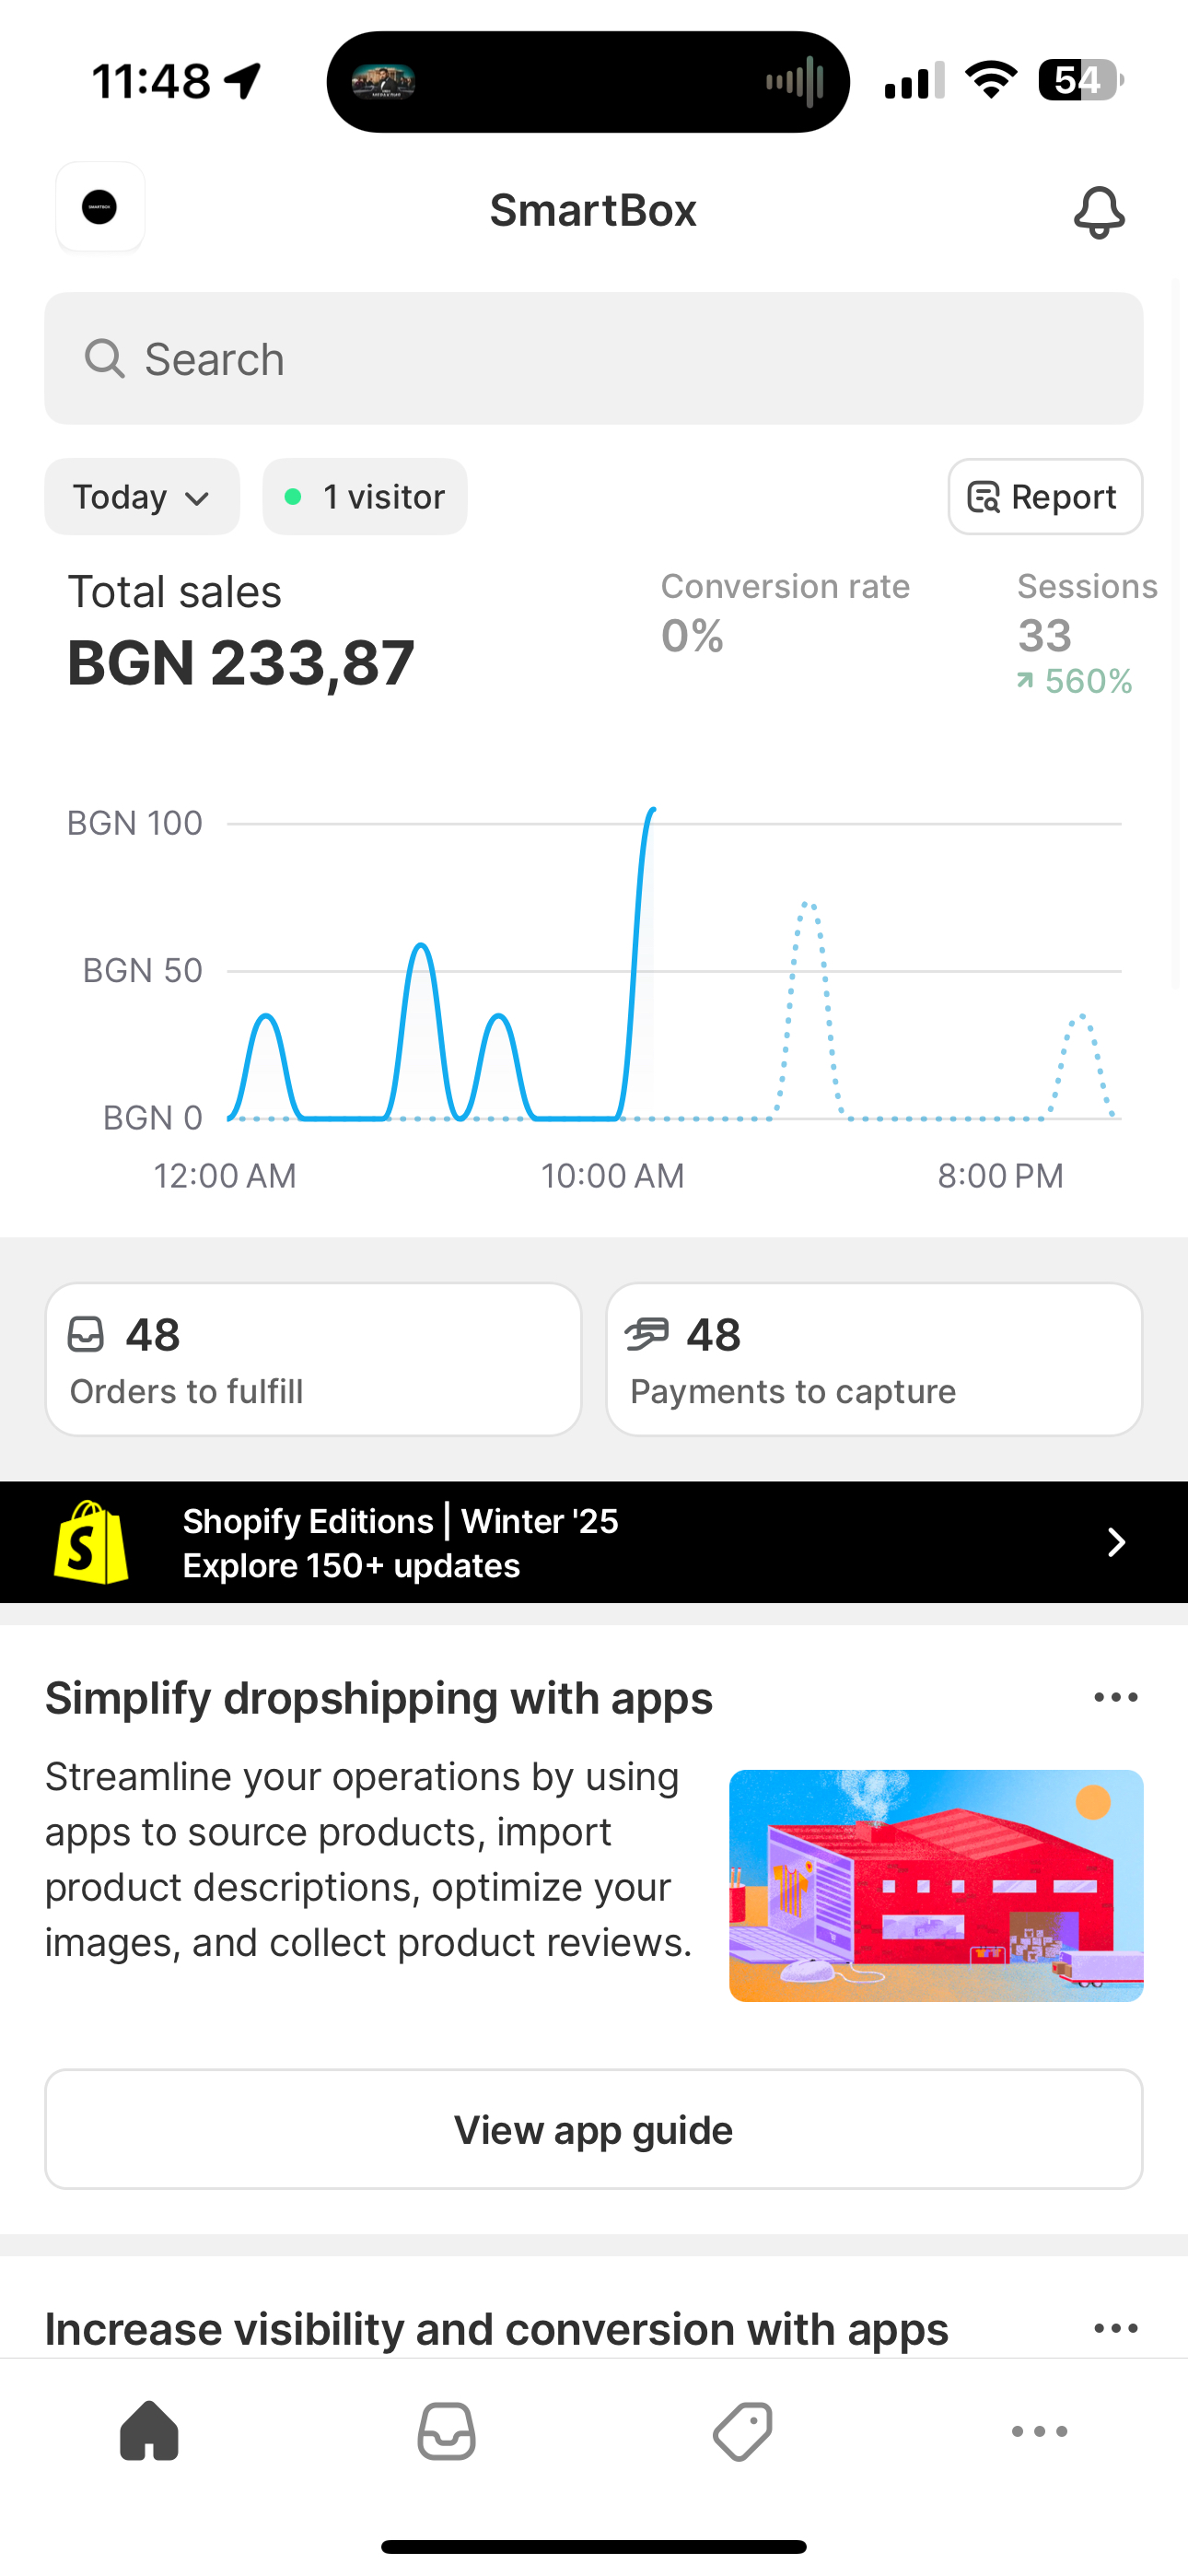 11:48
54
SMARTBOX
SmartBox
Search
Today
1 visitor
Report
Total sales
BGN 233,87
Conversion rate
0%
Sessions
33
560%
BGN 100
BGN 50
BGN 0
12:00 AM
10:00 AM
8:00 PM
48
Orders to fulfill
48
Payments to capture
Shopify Editions | Winter '25
Explore 150+ updates
Simplify dropshipping with apps
Streamline your operations by using
apps to source products, import
product descriptions, optimize your
images, and collect product reviews.
View app guide
Increase visibility and conversion with apps